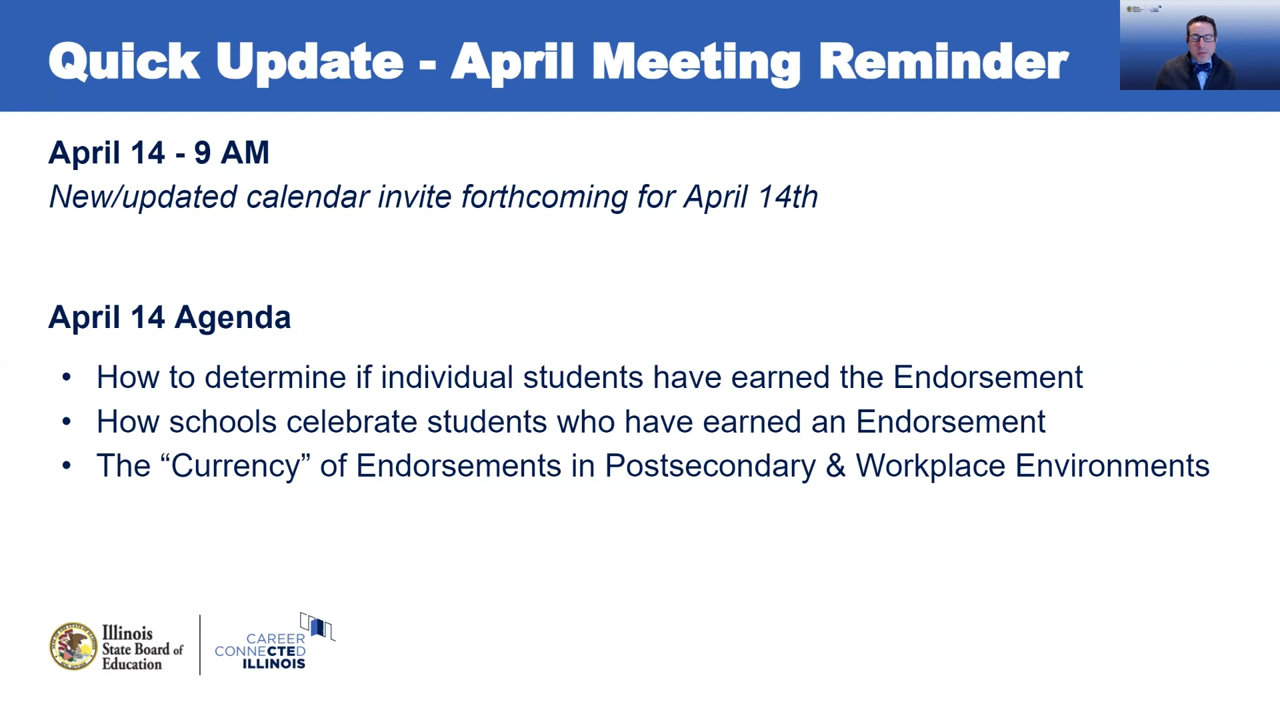 Quick Update - April Meeting Reminder
April 14 - 9 AM
New/updated calendar invite forthcoming for April 14th
April 14 Agenda
• How to determine if individual students have earned the Endorsement
• How schools celebrate students who have earned an Endorsement
• The “Currency” of Endorsements in Postsecondary & Workplace Environments
Illinois
State Board of
Education
CAREER
CONNECTED
ILLINOIS